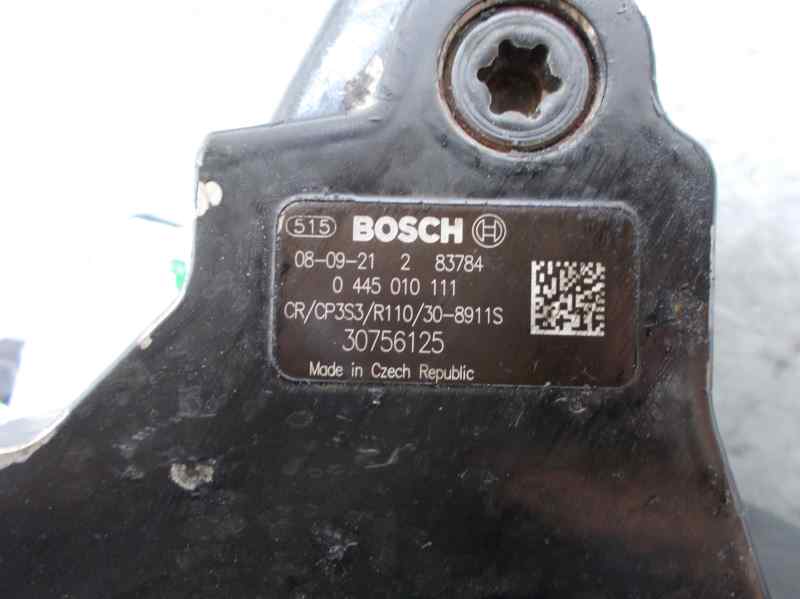 515 BOSCH
08-09-21 2 83784
0 445 010 111
CR/CP3S3/R110/30-8911S
30756125
Made in Czech Republic